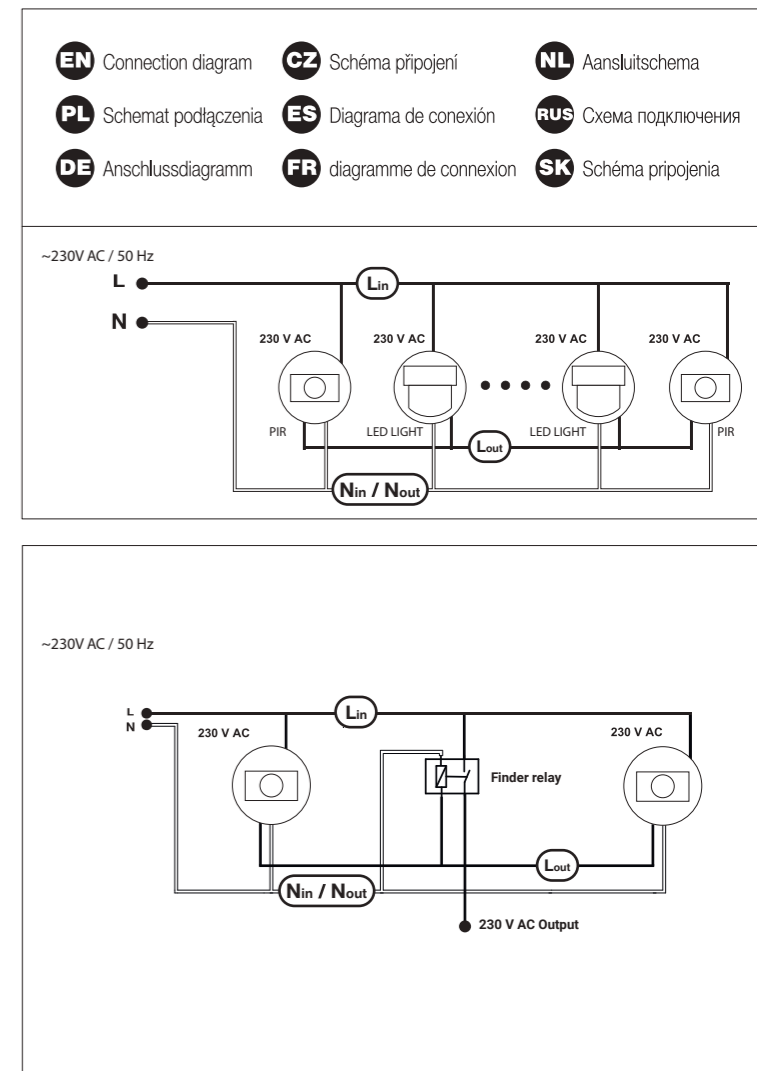 EN Connection diagram CZ Schéma připojení NL Aansluitschema
PL Schemat podłączenia ES Diagrama de conexión RUS Схема подключения
DE Anschlussdiagramm FR diagramme de connexion SK Schéma pripojenia
~230V AC / 50 Hz
L Lin
N
230 V AC 230 V AC 230 V AC 230 V AC
PIR LED LIGHT LED LIGHT PIR
Lout
Nin / Nout
~230V AC / 50 Hz
L Lin
N
230 V AC 230 V AC
Finder relay
Lout
Nin / Nout
230 V AC Output